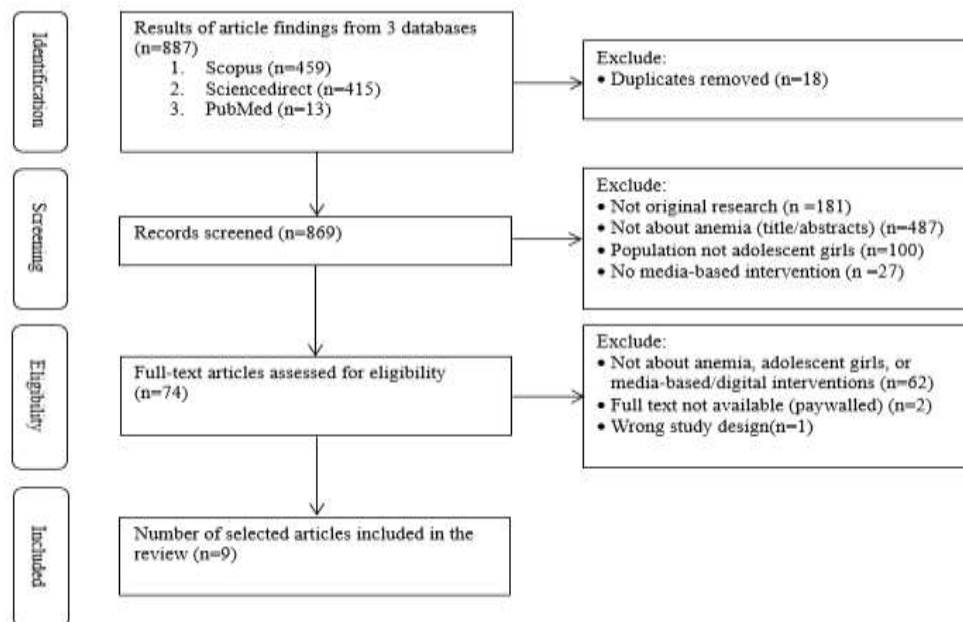 Identification
Results of article findings from 3 databases
(n=887)
1. Scopus (n=459)
2. Sciencedirect (n=415)
3. PubMed (n=13)
Exclude:
• Duplicates removed (n=18)
Screening
Records screened (n=869)
Exclude:
• Not original research (n =181)
• Not about anemia (title/abstracts) (n=487)
• Population not adolescent girls (n=100)
• No media-based intervention (n =27)
Eligibility
Full-text articles assessed for eligibility
(n=74)
Exclude:
• Not about anemia, adolescent girls, or
media-based/digital interventions (n=62)
• Full text not available (paywalled) (n=2)
• Wrong study design(n=1)
Included
Number of selected articles included in the
review (n=9)